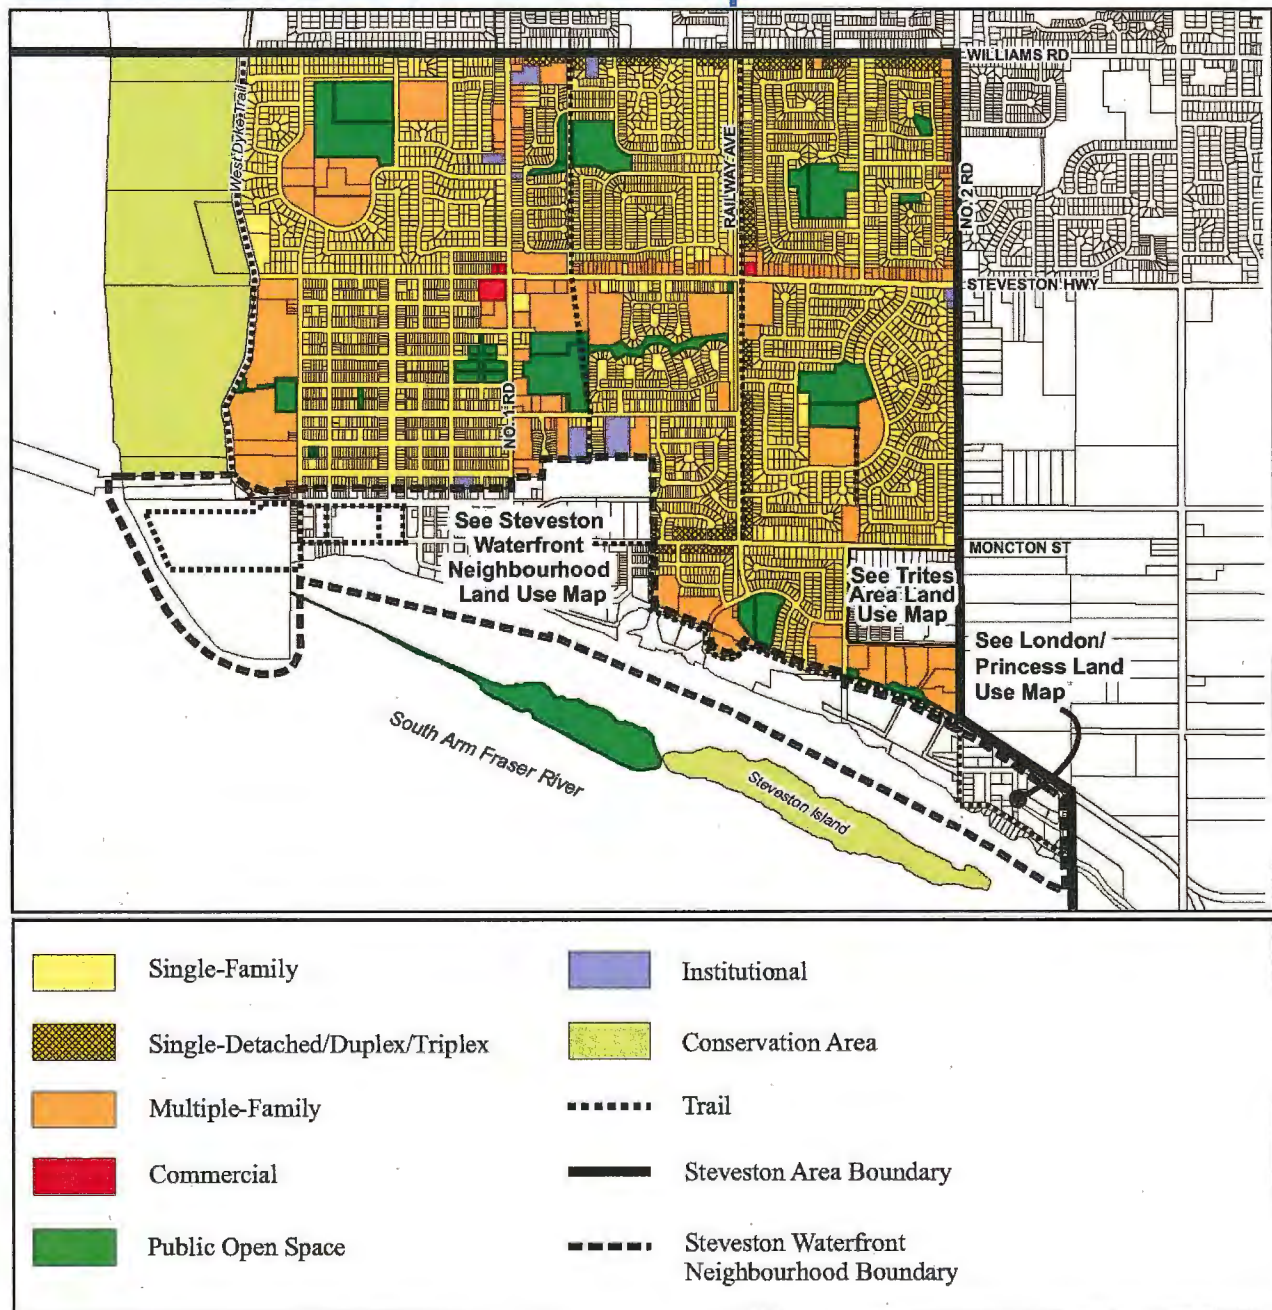 WILLIAMS RD
West Dyke Trail
RAILWAY AVE
NO. 2 RD
STEVESTON HWY
NO. 1 RD
See Steveston
Waterfront
Neighbourhood
Land Use Map
MONCTON ST
See Trites
Area Land
Use Map
See London/
Princess Land
Use Map
South Arm Fraser River
Steveston Island
Single-Family
Single-Detached/Duplex/Triplex
Multiple-Family
Commercial
Public Open Space
Institutional
Conservation Area
Trail
Steveston Area Boundary
Steveston Waterfront
Neighbourhood Boundary